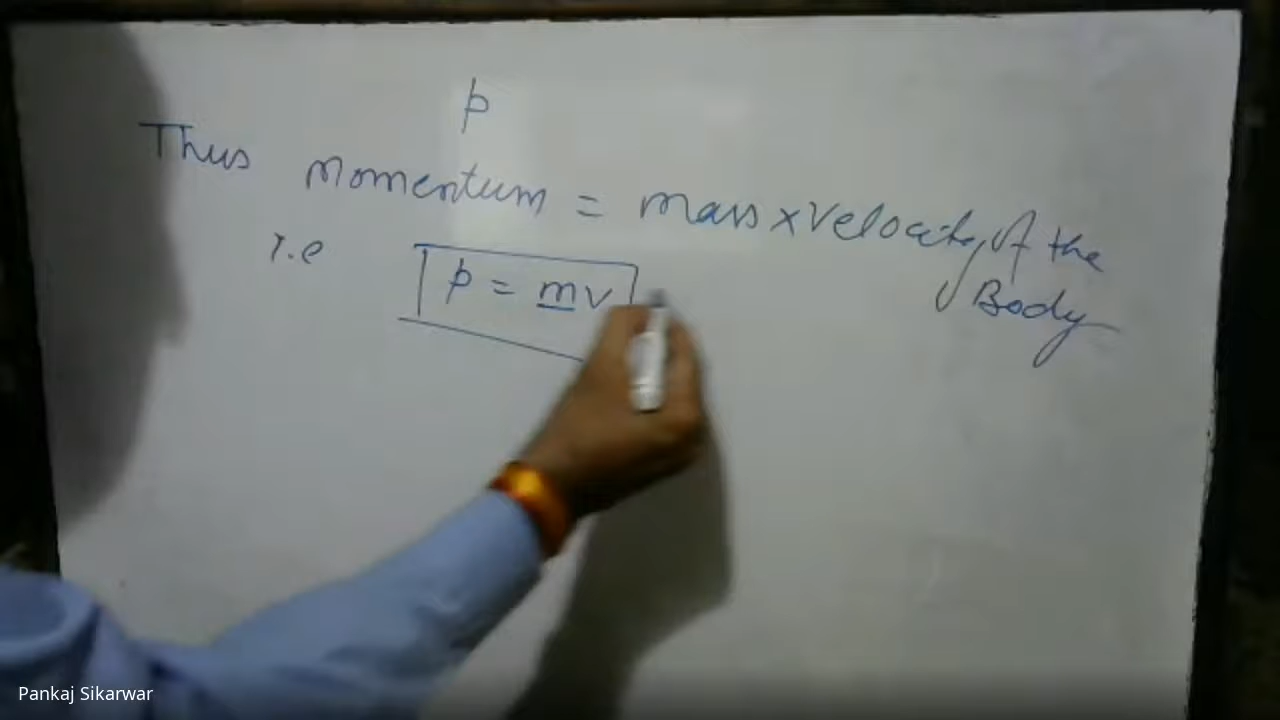 p
Thus Momentum = mass x Velocity of the
Body
i.e p = mv
Pankaj Sikarwar